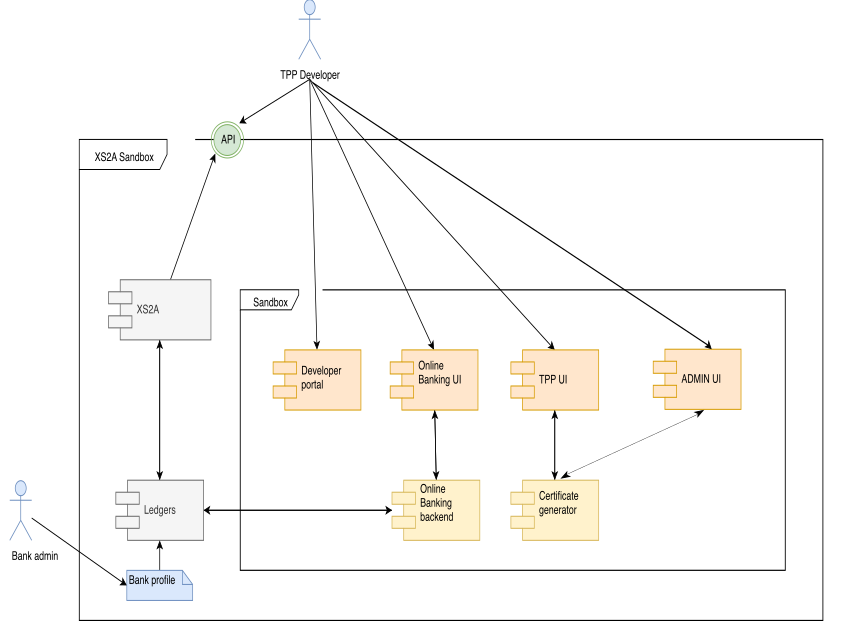 TPP Developer
API
XS2A Sandbox
XS2A
Sandbox
Developer
portal
Online
Banking UI
TPP UI
ADMIN UI
Ledgers
Online
Banking
backend
Certificate
generator
Bank admin
Bank profile